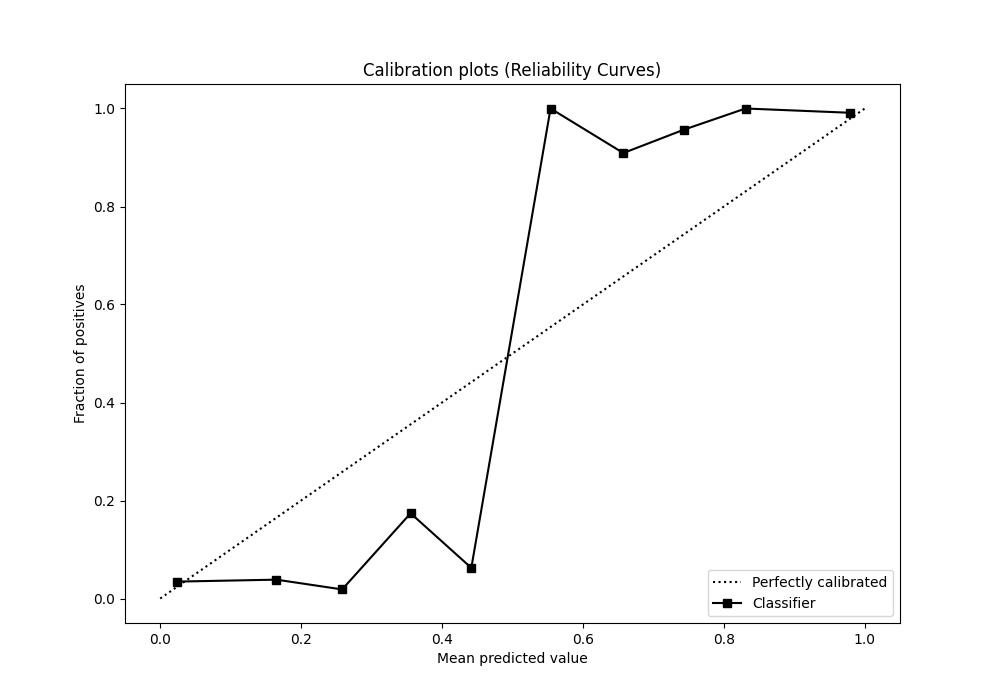 Calibration plots (Reliability Curves)
1.0
0.8
0.6
0.4
0.2
0.0
Fraction of positives
Perfectly calibrated
Classifier
0.0 0.2 0.4 0.6 0.8 1.0
Mean predicted value